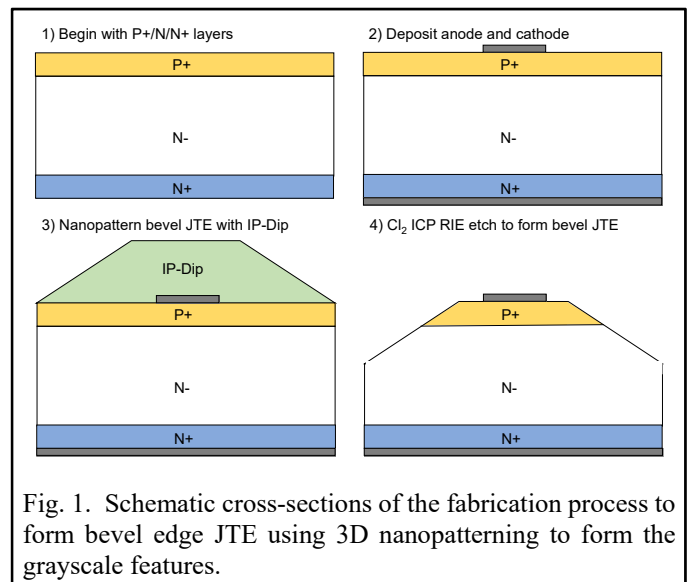 1) Begin with P+/N/N+ layers
P+
N-
N+
2) Deposit anode and cathode
P+
N-
N+
3) Nanopattern bevel JTE with IP-Dip
IP-Dip
P+
N-
N+
4) Cl₂ ICP RIE etch to form bevel JTE
P+
N-
N+
Fig. 1.  Schematic cross-sections of the fabrication process to
form bevel edge JTE using 3D nanopatterning to form the
grayscale features.